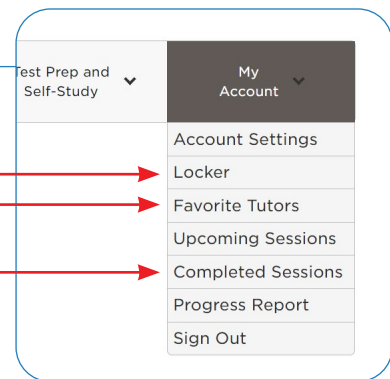 Test Prep and
Self-Study
My
Account
Account Settings
Locker
Favorite Tutors
Upcoming Sessions
Completed Sessions
Progress Report
Sign Out